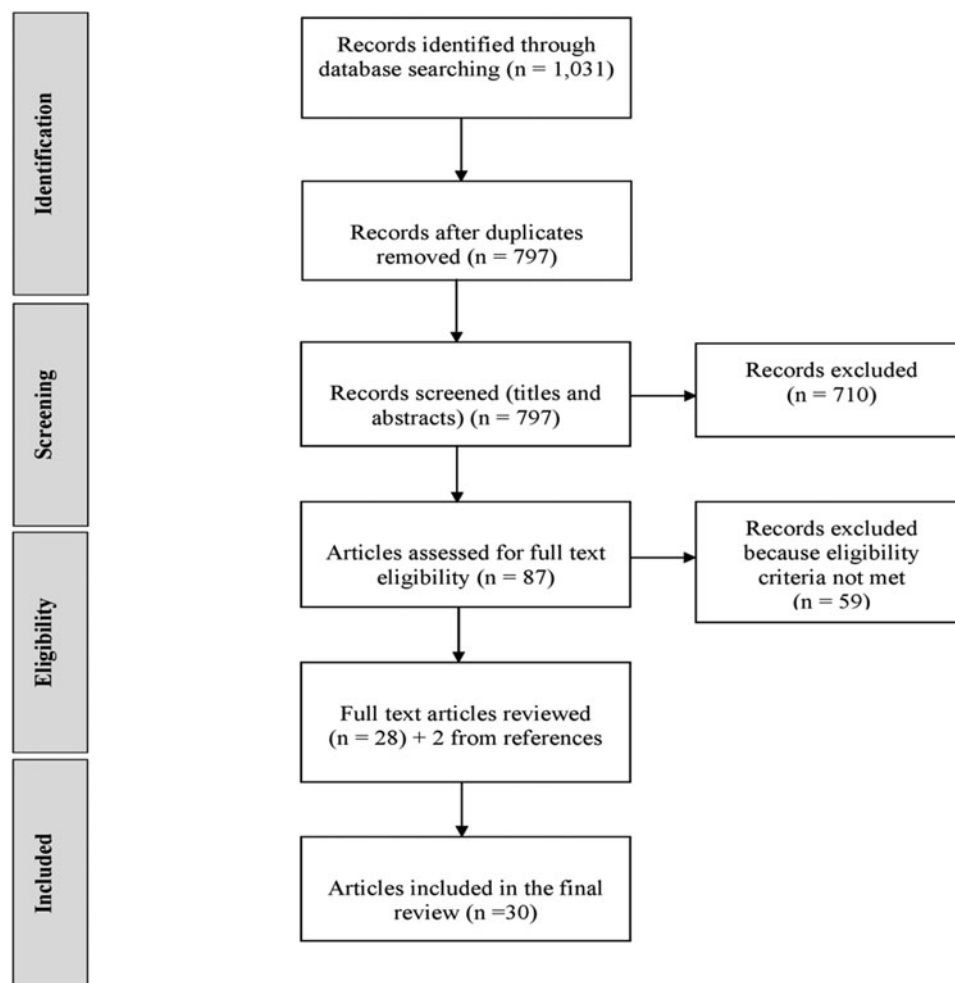 Identification
Records identified through
database searching (n = 1,031)
Records after duplicates
removed (n = 797)
Screening
Records screened (titles and
abstracts) (n = 797)
Records excluded
(n = 710)
Eligibility
Articles assessed for full text
eligibility (n = 87)
Records excluded
because eligibility
criteria not met
(n = 59)
Full text articles reviewed
(n = 28) + 2 from references
Included
Articles included in the final
review (n =30)